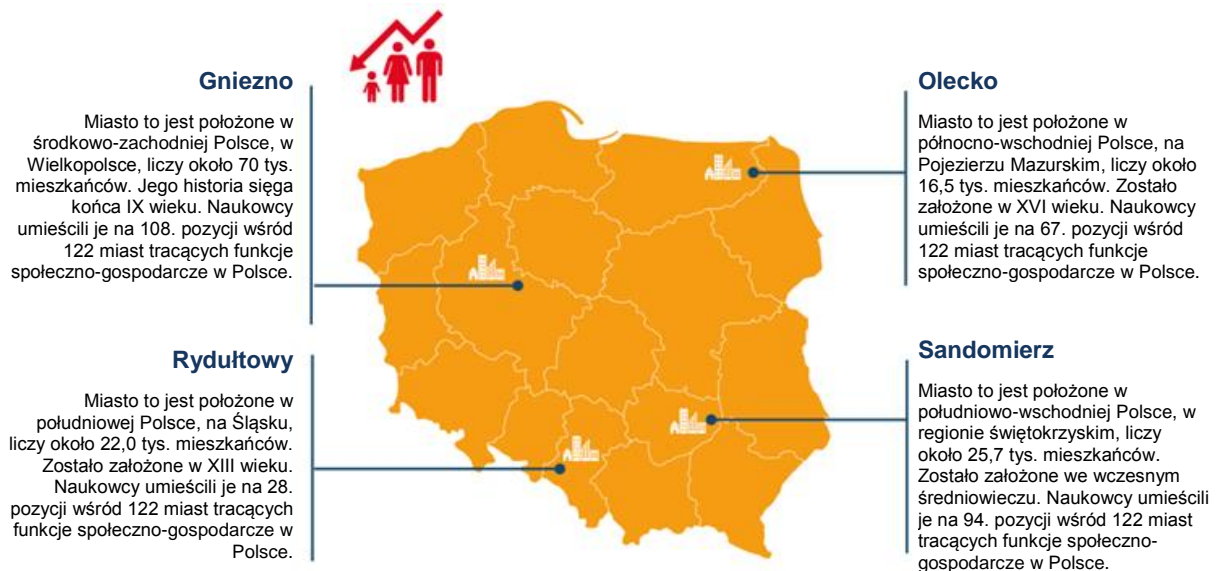 Gniezno
Miasto to jest położone w
środkowo-zachodniej Polsce, w
Wielkopolsce, liczy około 70 tys.
mieszkańców. Jego historia sięga
końca IX wieku. Naukowcy
umieścili je na 108. pozycji wśród
122 miast tracących funkcje
społeczno-gospodarcze w Polsce.
Olecko
Miasto to jest położone w
północno-wschodniej Polsce, na
Pojezierzu Mazurskim, liczy około
16,5 tys. mieszkańców. Zostało
założone w XVI wieku. Naukowcy
umieścili je na 67. pozycji wśród
122 miast tracących funkcje
społeczno-gospodarcze w Polsce.
Rydułtowy
Miasto to jest położone w
południowej Polsce, na Śląsku,
liczy około 22,0 tys. mieszkańców.
Zostało założone w XIII wieku.
Naukowcy umieścili je na 28.
pozycji wśród 122 miast tracących
funkcje społeczno-gospodarcze w
Polsce.
Sandomierz
Miasto to jest położone w
południowo-wschodniej Polsce, w
regionie świętokrzyskim, liczy
około 25,7 tys. mieszkańców.
Zostało założone we wczesnym
średniowieczu. Naukowcy umieścili
je na 94. pozycji wśród 122 miast
tracących funkcje społeczno-
gospodarcze w Polsce.